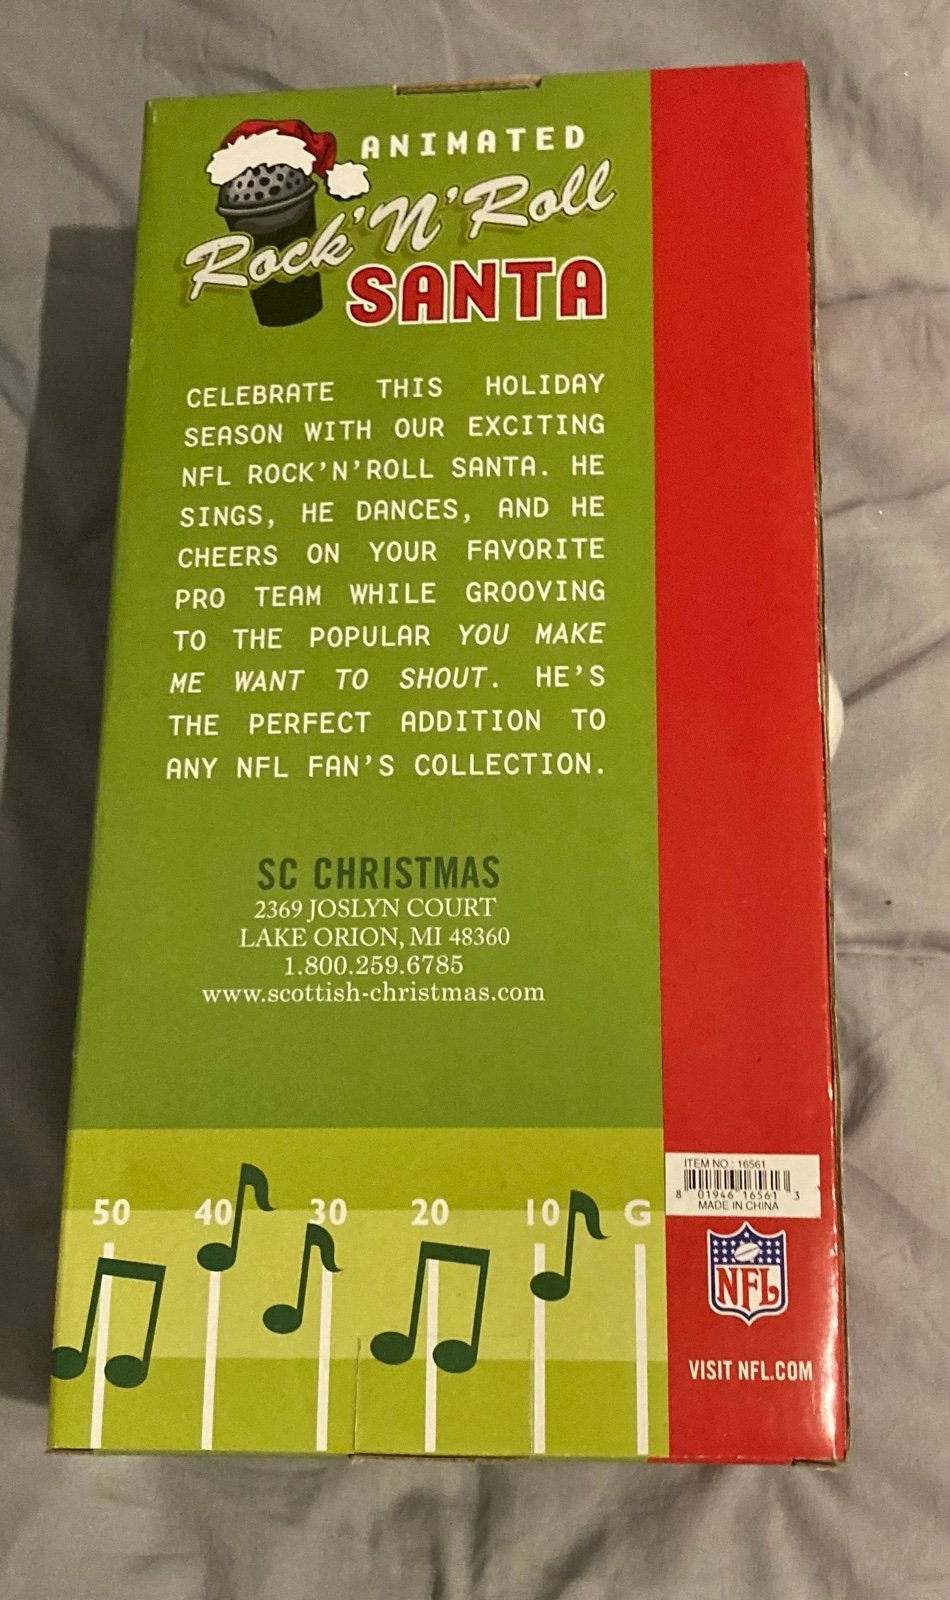 ANIMATED
Rock'N'Roll
SANTA
CELEBRATE THIS HOLIDAY
SEASON WITH OUR EXCITING
NFL ROCK'N'ROLL SANTA. HE
SINGS, HE DANCES, AND HE
CHEERS ON YOUR FAVORITE
PRO TEAM WHILE GROOVING
TO THE POPULAR YOU MAKE
ME WANT TO SHOUT. HE'S
THE PERFECT ADDITION TO
ANY NFL FAN'S COLLECTION.
SC CHRISTMAS
2369 JOSLYN COURT
LAKE ORION, MI 48360
1.800.259.6785
www.scottish-christmas.com
50 40 30 20 10 G
ITEM NO.: 16561
8 01946 16561 3
MADE IN CHINA
NFL
VISIT NFL.COM